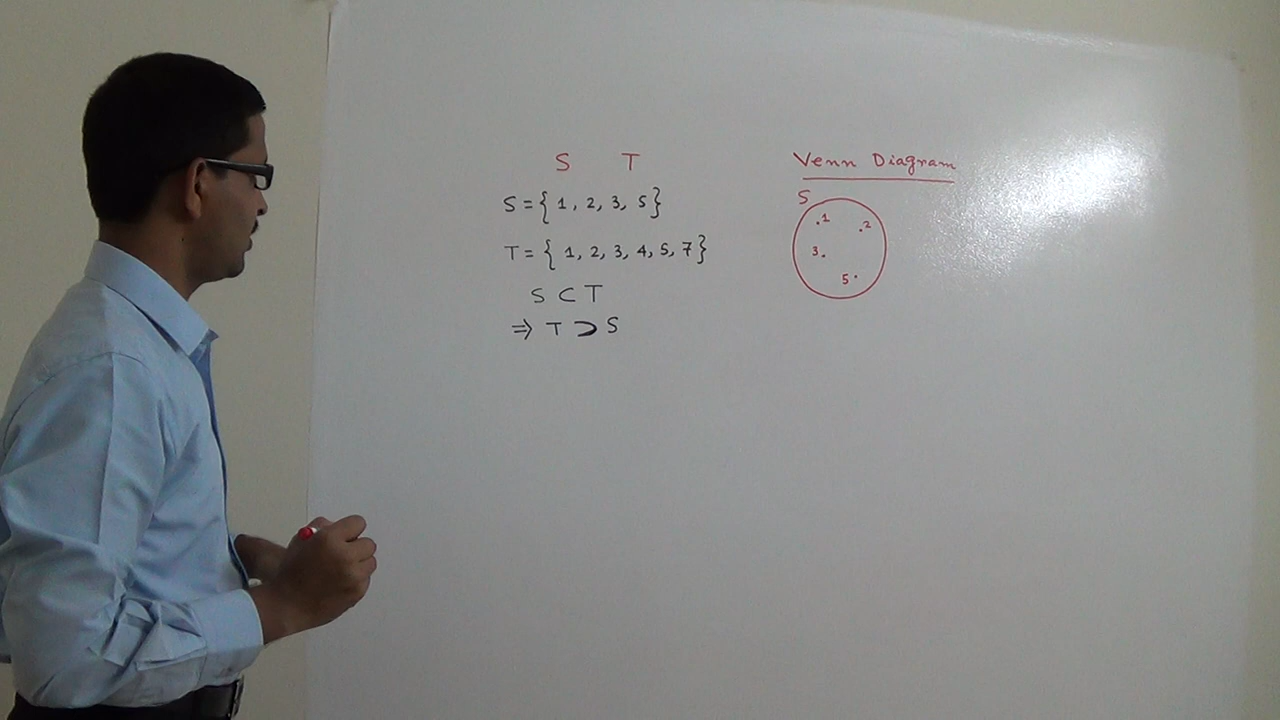 S T
S = { 1, 2, 3, 5 }
T = { 1, 2, 3, 4, 5, 7 }
S ⊂ T
⇒ T ⊃ S
Venn Diagram
S
.1 .2
3.
5.